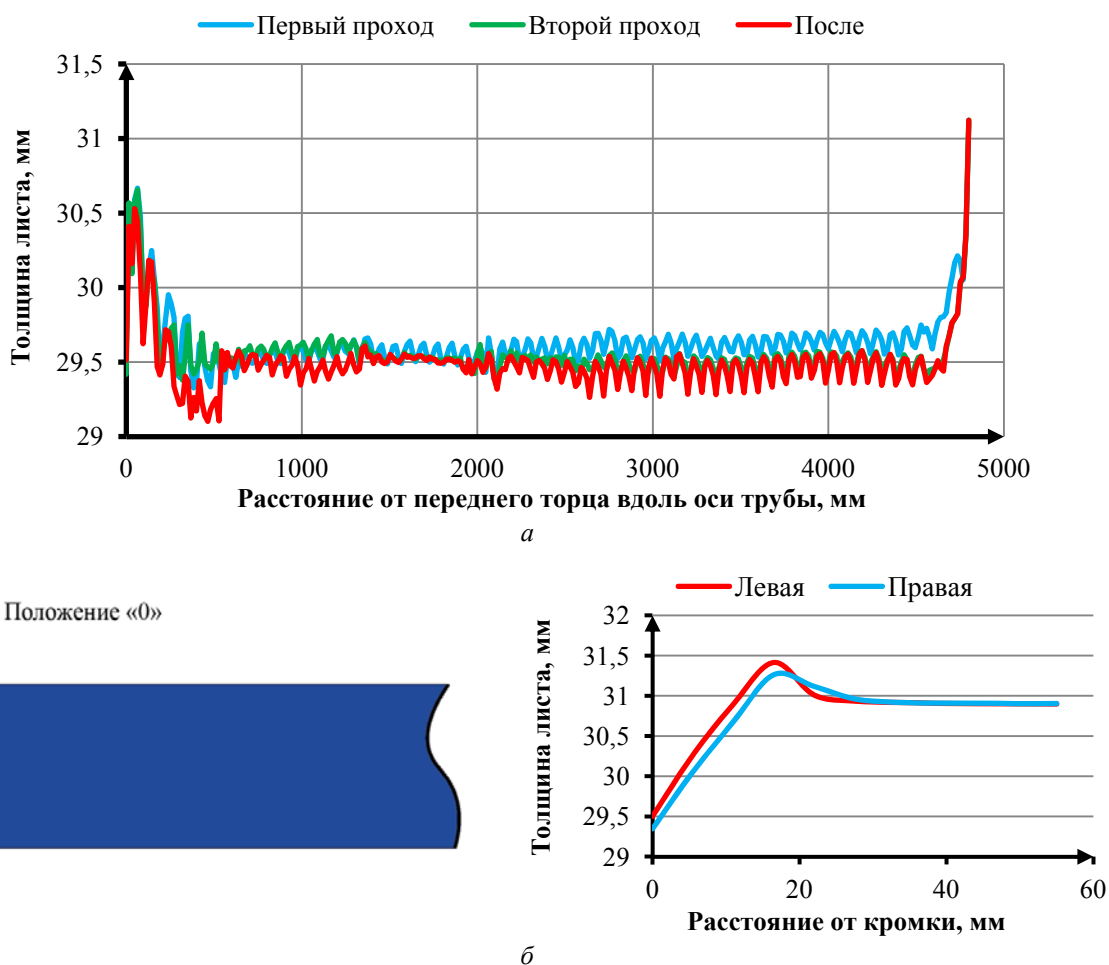 Первый проход Второй проход После
Толщина листа, мм
31,5
31
30,5
30
29,5
29
0 1000 2000 3000 4000 5000
Расстояние от переднего торца вдоль оси трубы, мм
а
Положение «0»
Левая Правая
Толщина листа, мм
32
31,5
31
30,5
30
29,5
29
0 20 40 60
Расстояние от кромки, мм
б